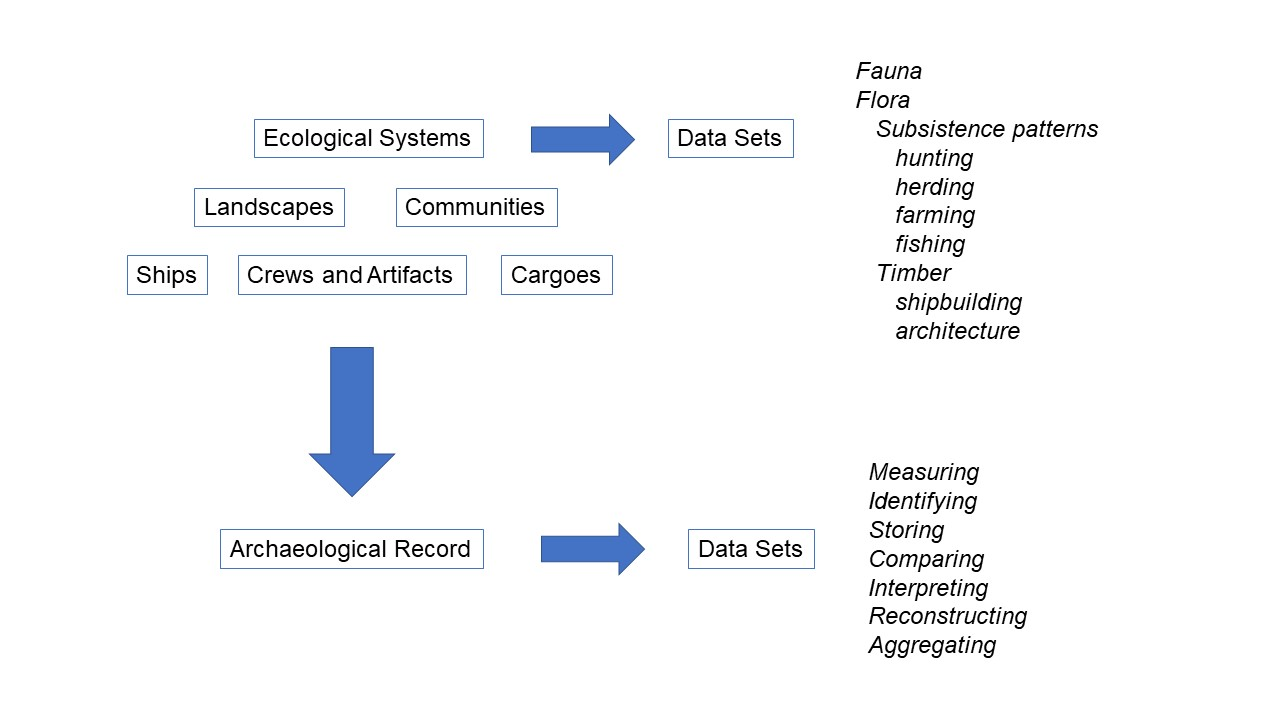 Ecological Systems
Data Sets
Landscapes
Communities
Ships
Crews and Artifacts
Cargoes
Fauna
Flora
Subsistence patterns
hunting
herding
farming
fishing
Timber
shipbuilding
architecture
Archaeological Record
Data Sets
Measuring
Identifying
Storing
Comparing
Interpreting
Reconstructing
Aggregating